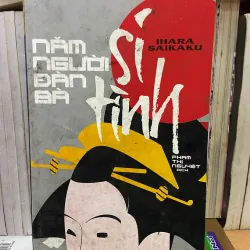 IHARA
SAIKAKU
NĂM
NGƯỜI
ĐÀN
BÀ
si
tình
PHẠM
THỊ
NGUYỆT
DỊCH